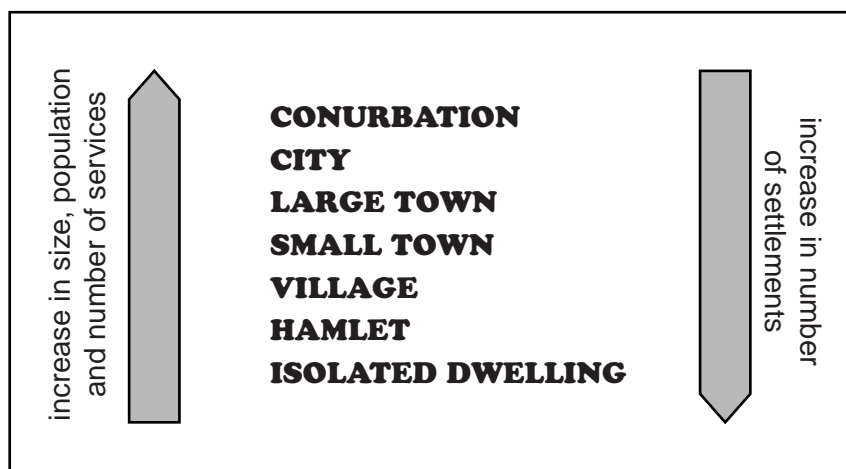 increase in size, population
and number of services
CONURBATION
CITY
LARGE TOWN
SMALL TOWN
VILLAGE
HAMLET
ISOLATED DWELLING
increase in number
of settlements